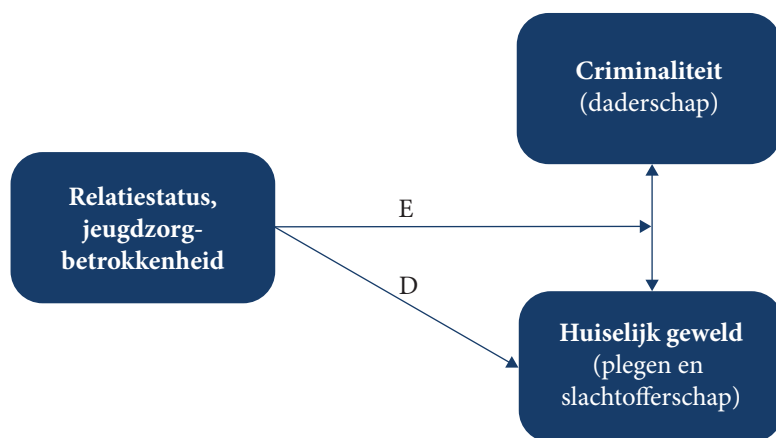 Criminaliteit
(daderschap)
Relatiestatus,
jeugdzorg-
betrokkenheid
E
D
Huiselijk geweld
(plegen en
slachtofferschap)